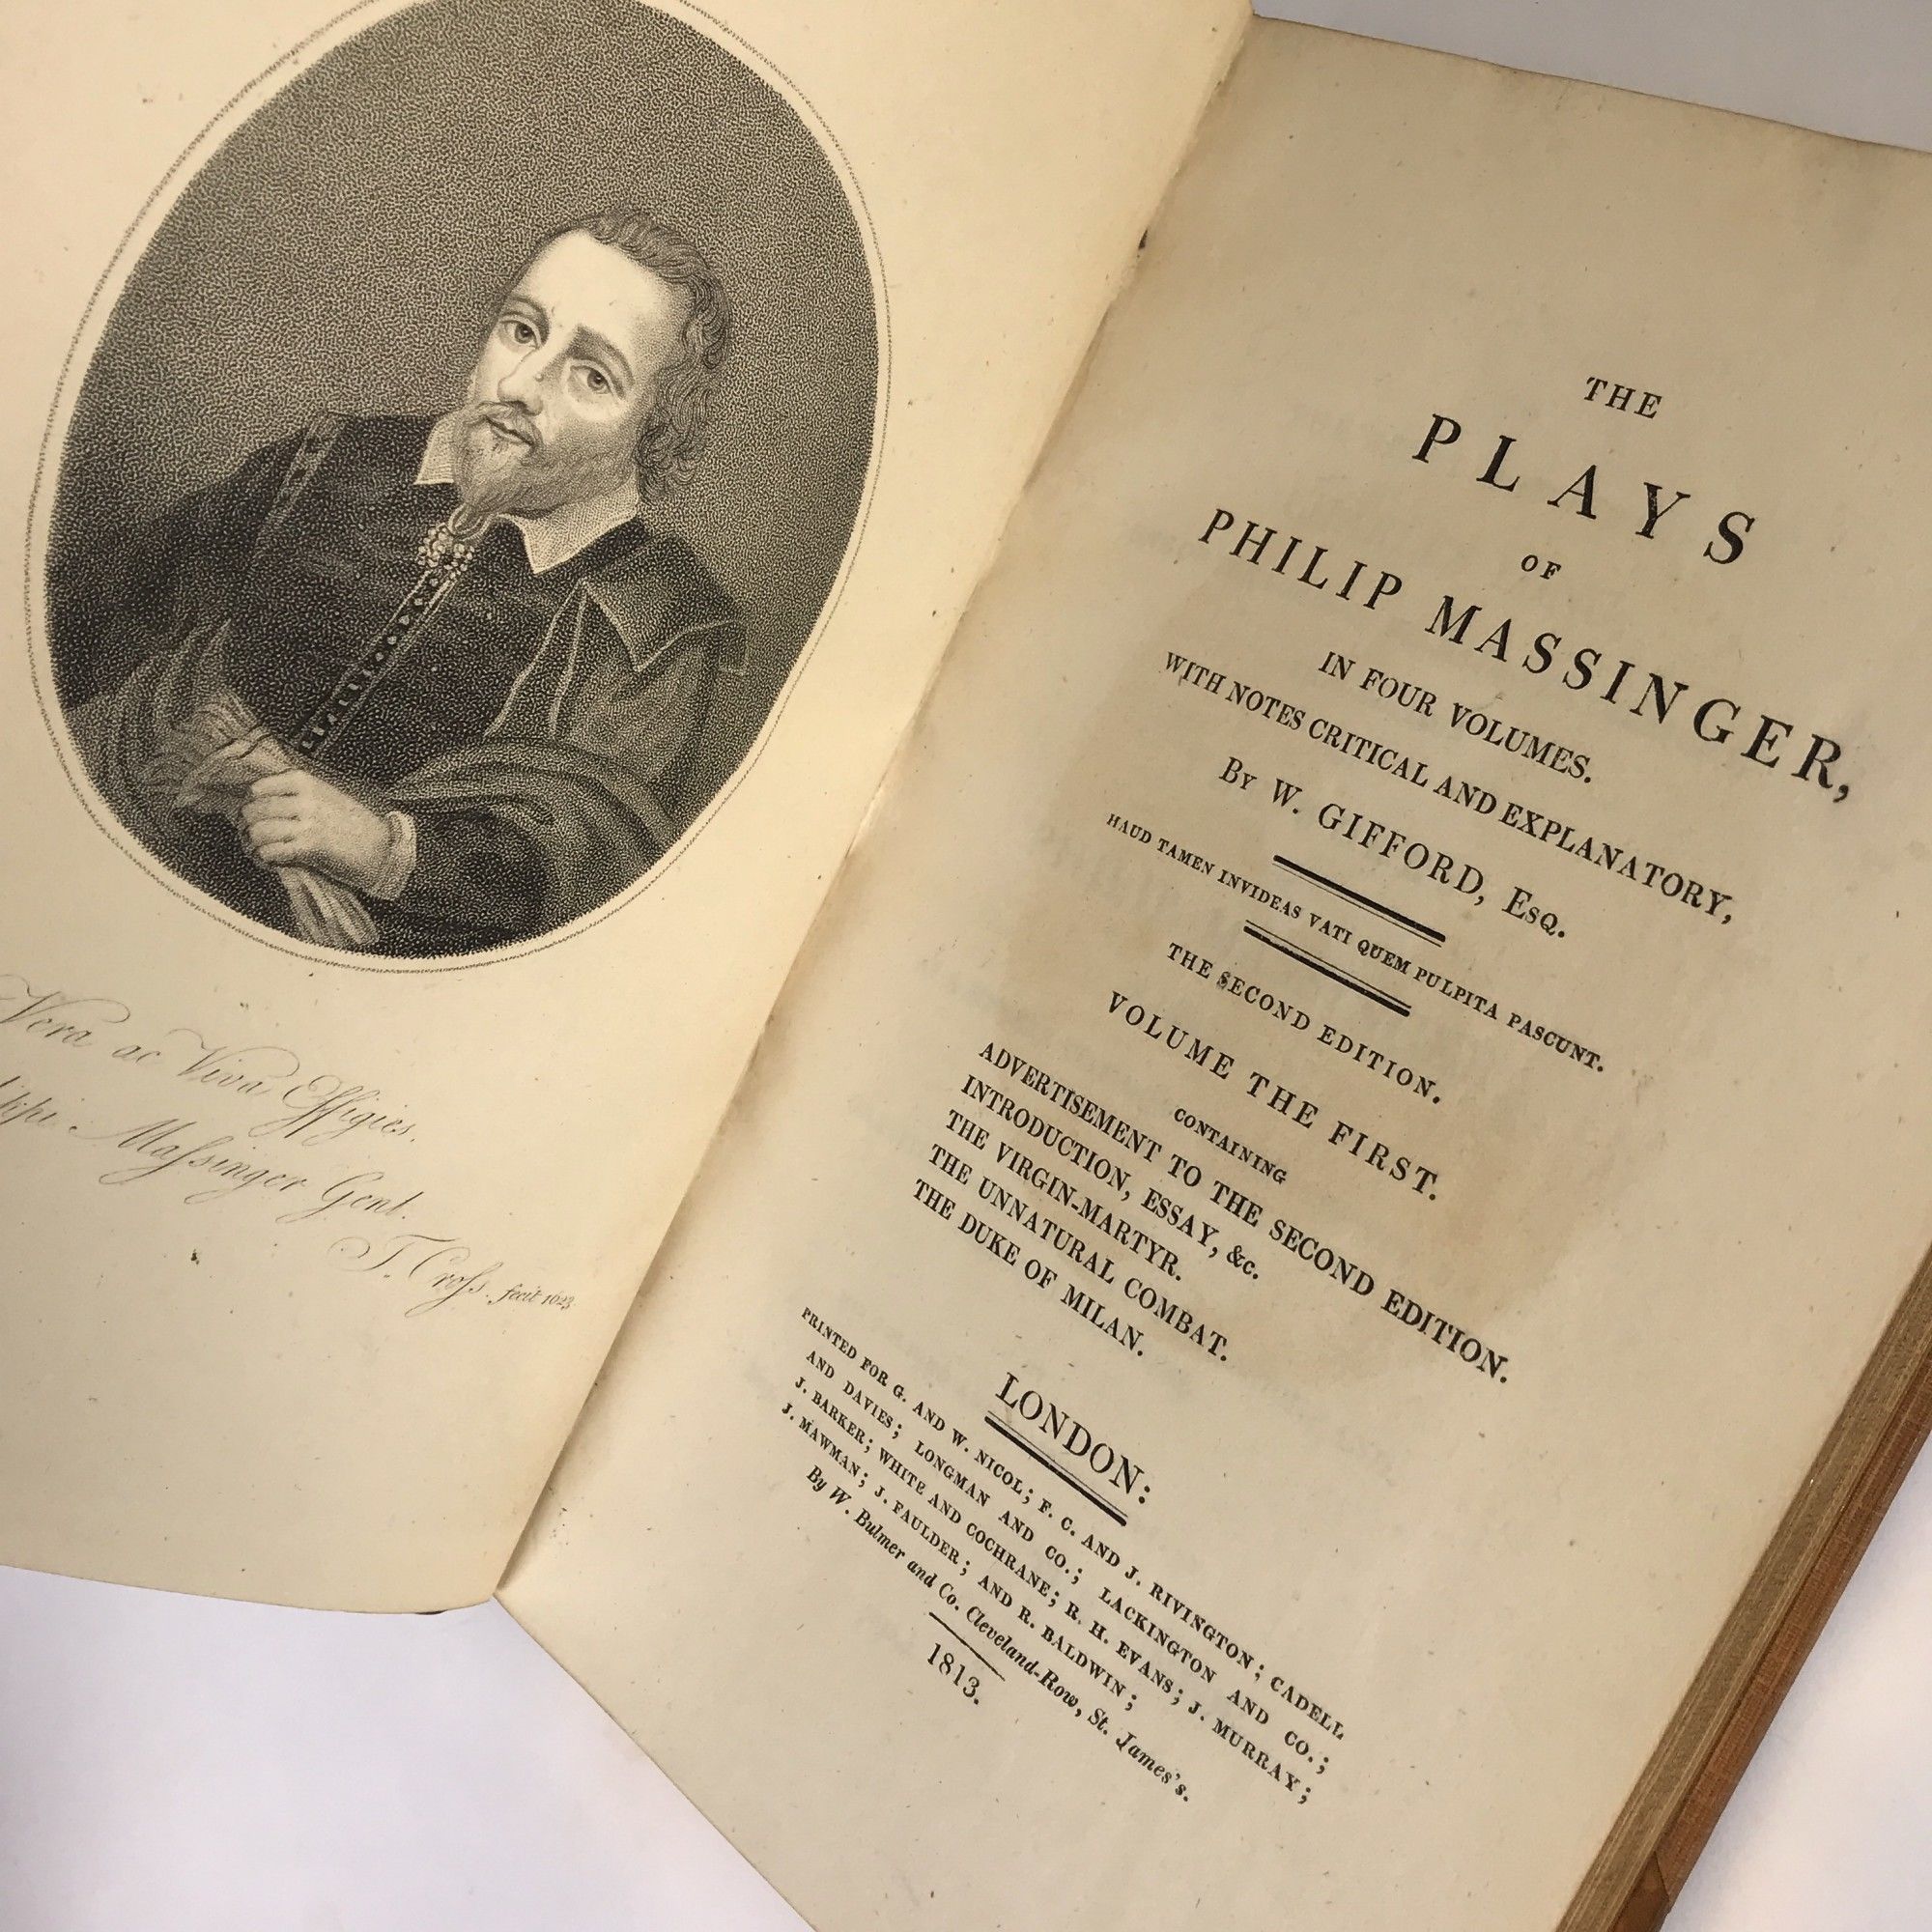 Vera ac Viva Effigies,
Maſsinger Gent.
T. Croſs. fecit 1623
THE
PLAYS
OF
PHILIP MASSINGER,
IN FOUR VOLUMES.
WITH NOTES CRITICAL AND EXPLANATORY,
By W. GIFFORD, Esq.
HAUD TAMEN INVIDEAS VATI QUEM PULPITA PASCUNT.
THE SECOND EDITION.
VOLUME THE FIRST.
CONTAINING
ADVERTISEMENT TO THE SECOND EDITION.
INTRODUCTION, ESSAY, &c.
THE VIRGIN-MARTYR.
THE UNNATURAL COMBAT.
THE DUKE OF MILAN.
LONDON:
PRINTED FOR G. AND W. NICOL; F. C. AND J. RIVINGTON; CADELL
AND DAVIES; LONGMAN AND CO.; LACKINGTON AND CO.;
J. BARKER; WHITE AND COCHRANE; R. H. EVANS; J. MURRAY;
J. MAWMAN; J. FAULDER; AND R. BALDWIN;
By W. Bulmer and Co. Cleveland-Row, St. James's.
1813.